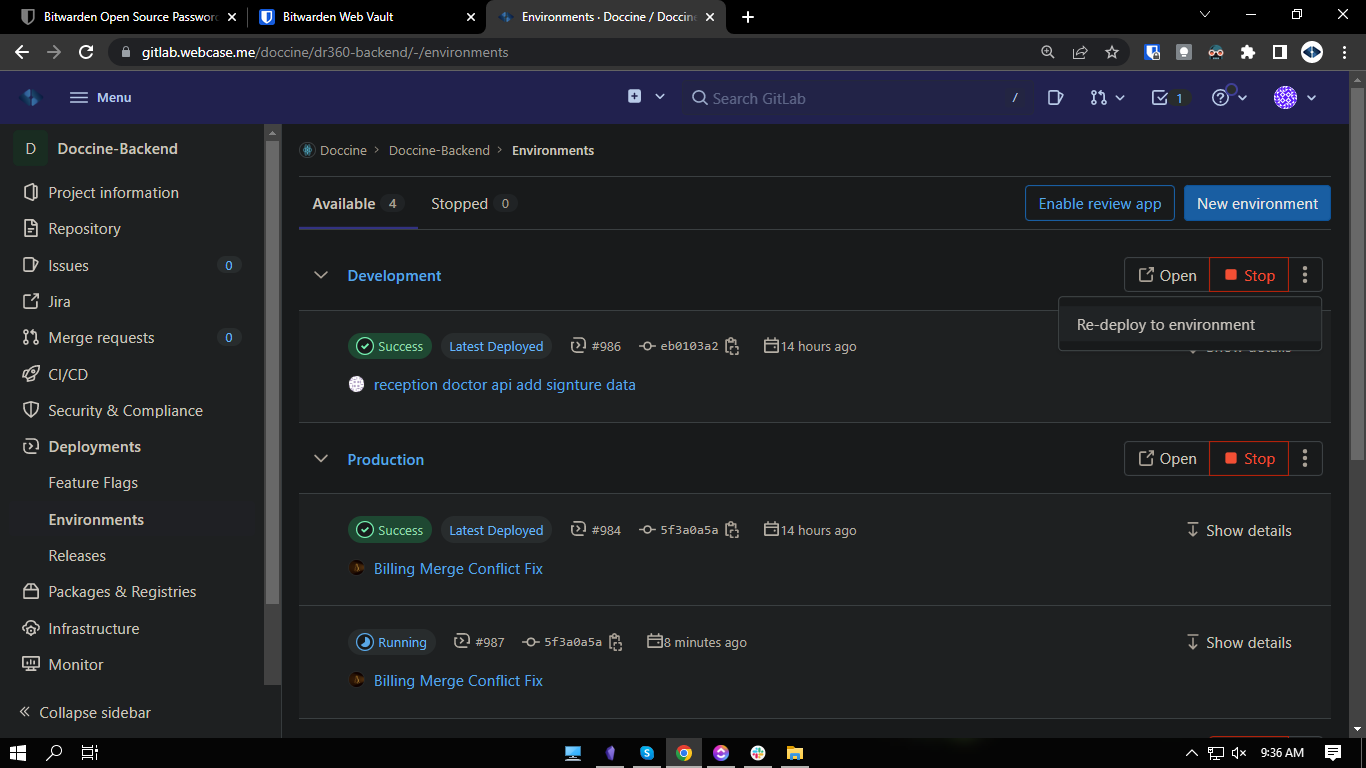 Bitwarden Open Source Password
Bitwarden Web Vault
Environments · Doccine / Doccine
gitlab.webcase.me/doccine/dr360-backend/-/environments
Menu
Search GitLab
/
1
D
Doccine-Backend
Project information
Repository
Issues 0
Jira
Merge requests 0
CI/CD
Security & Compliance
Deployments
Feature Flags
Environments
Releases
Packages & Registries
Infrastructure
Monitor
Collapse sidebar
Doccine > Doccine-Backend > Environments
Available 4
Stopped 0
Enable review app
New environment
Development
Open
Stop
Re-deploy to environment
Success
Latest Deployed
#986
eb0103a2
14 hours ago
Show details
reception doctor api add signture data
Production
Open
Stop
Success
Latest Deployed
#984
5f3a0a5a
14 hours ago
Show details
Billing Merge Conflict Fix
Running
#987
5f3a0a5a
8 minutes ago
Show details
Billing Merge Conflict Fix
9:36 AM